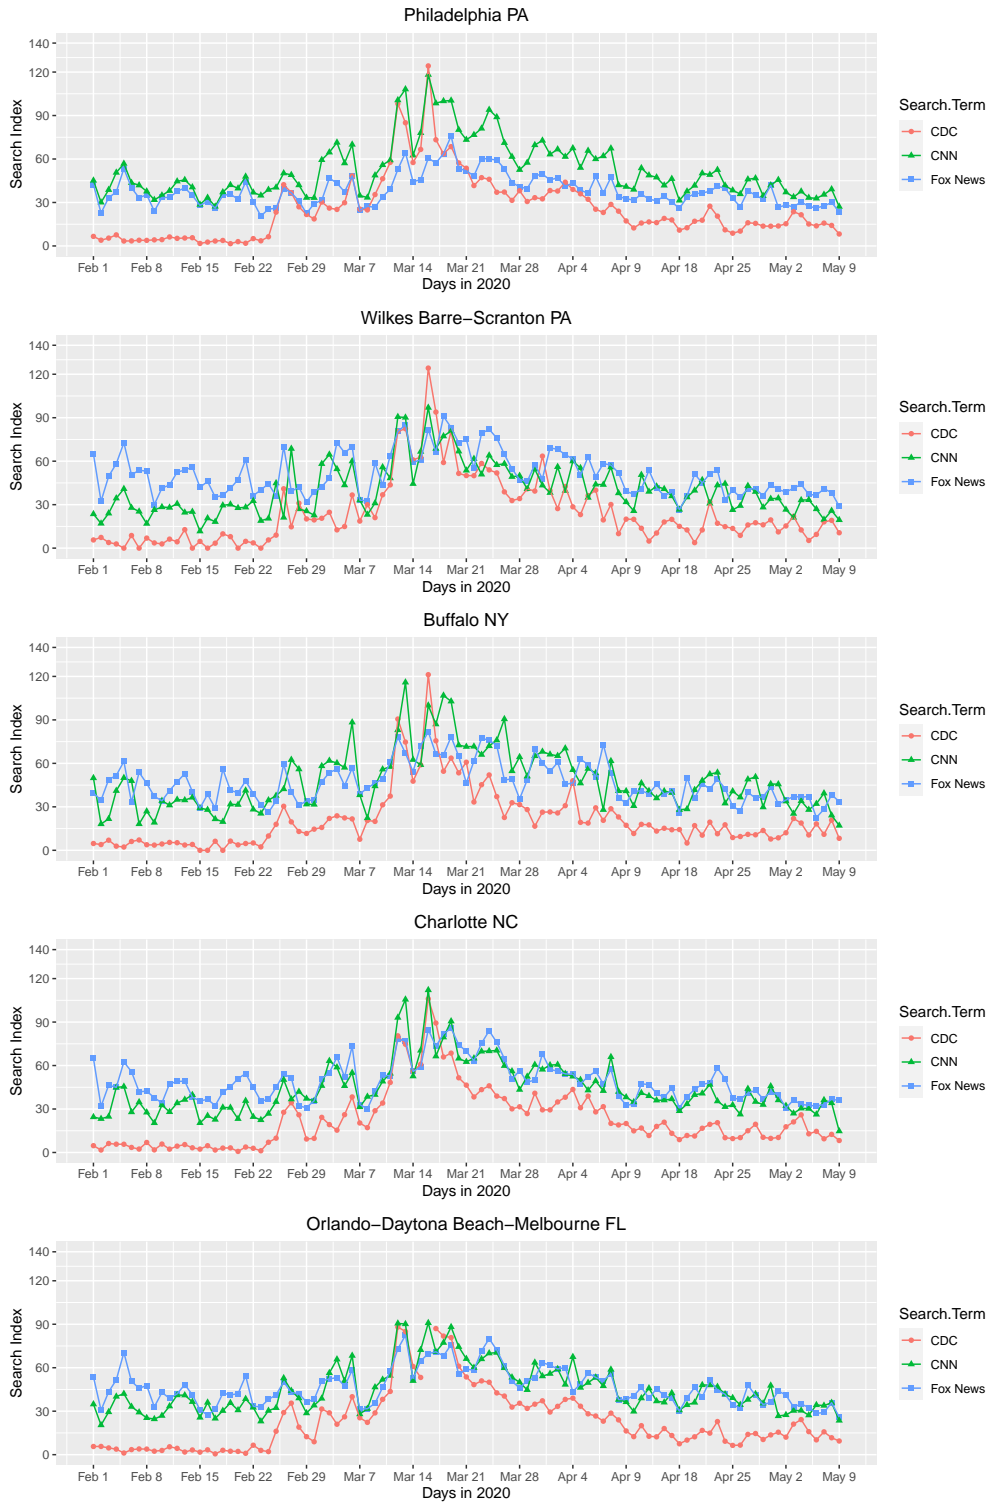 Philadelphia PA
140
120
90
60
30
0
Search Index
Feb 1 Feb 8 Feb 15 Feb 22 Feb 29 Mar 7 Mar 14 Mar 21 Mar 28 Apr 4 Apr 9 Apr 18 Apr 25 May 2 May 9
Days in 2020
Search.Term
CDC
CNN
Fox News
Wilkes Barre−Scranton PA
140
120
90
60
30
0
Search Index
Feb 1 Feb 8 Feb 15 Feb 22 Feb 29 Mar 7 Mar 14 Mar 21 Mar 28 Apr 4 Apr 9 Apr 18 Apr 25 May 2 May 9
Days in 2020
Search.Term
CDC
CNN
Fox News
Buffalo NY
140
120
90
60
30
0
Search Index
Feb 1 Feb 8 Feb 15 Feb 22 Feb 29 Mar 7 Mar 14 Mar 21 Mar 28 Apr 4 Apr 9 Apr 18 Apr 25 May 2 May 9
Days in 2020
Search.Term
CDC
CNN
Fox News
Charlotte NC
140
120
90
60
30
0
Search Index
Feb 1 Feb 8 Feb 15 Feb 22 Feb 29 Mar 7 Mar 14 Mar 21 Mar 28 Apr 4 Apr 9 Apr 18 Apr 25 May 2 May 9
Days in 2020
Search.Term
CDC
CNN
Fox News
Orlando−Daytona Beach−Melbourne FL
140
120
90
60
30
0
Search Index
Feb 1 Feb 8 Feb 15 Feb 22 Feb 29 Mar 7 Mar 14 Mar 21 Mar 28 Apr 4 Apr 9 Apr 18 Apr 25 May 2 May 9
Days in 2020
Search.Term
CDC
CNN
Fox News